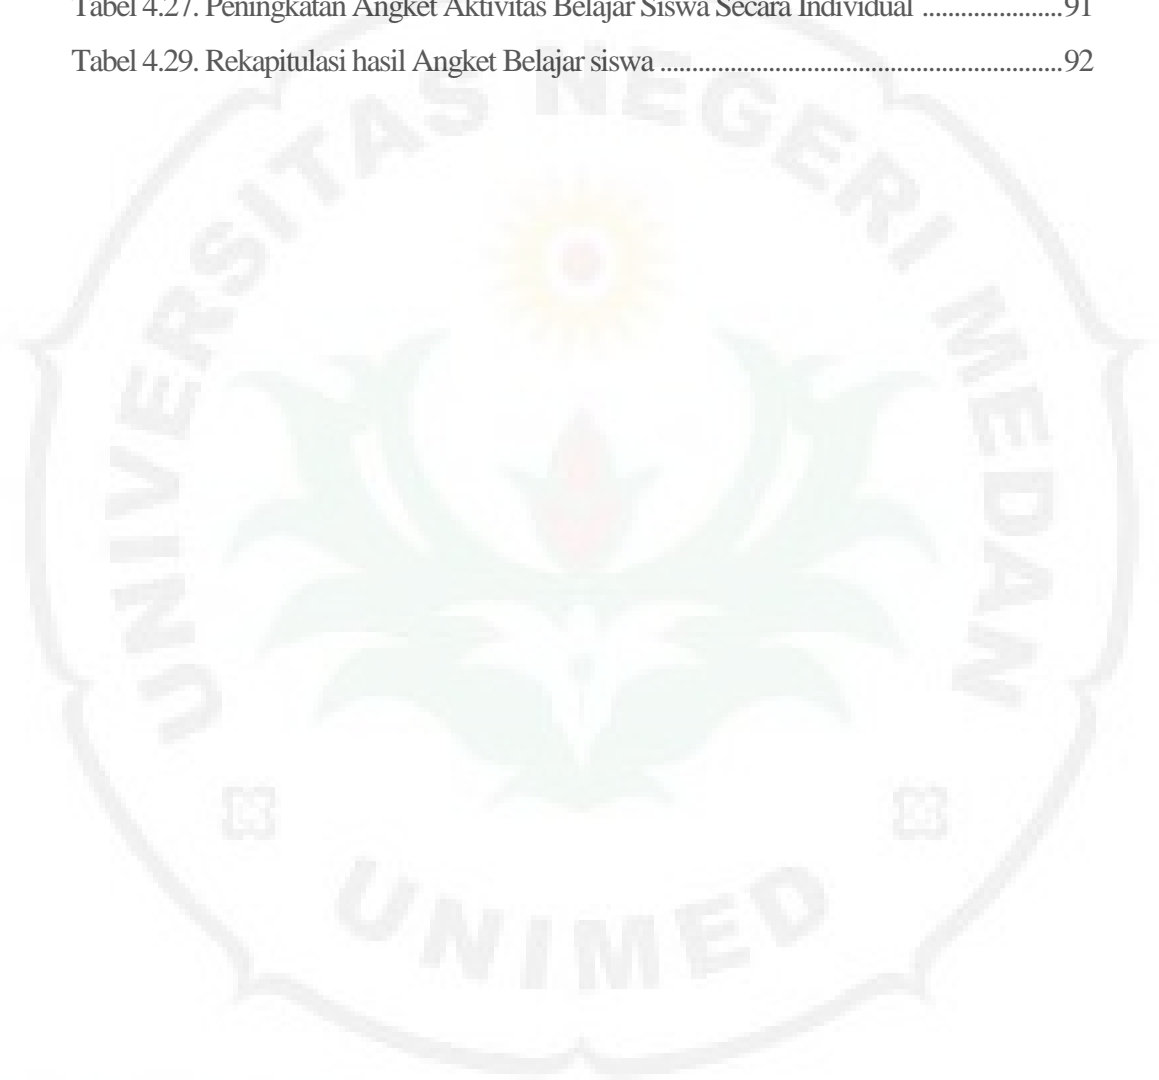 Tabel 4.27. Peningkatan Angket Aktivitas Belajar Siswa Secara Individual ......................91
Tabel 4.29. Rekapitulasi hasil Angket Belajar siswa ................................................................92
UNIVERSITAS NEGERI MEDAN
UNIMED